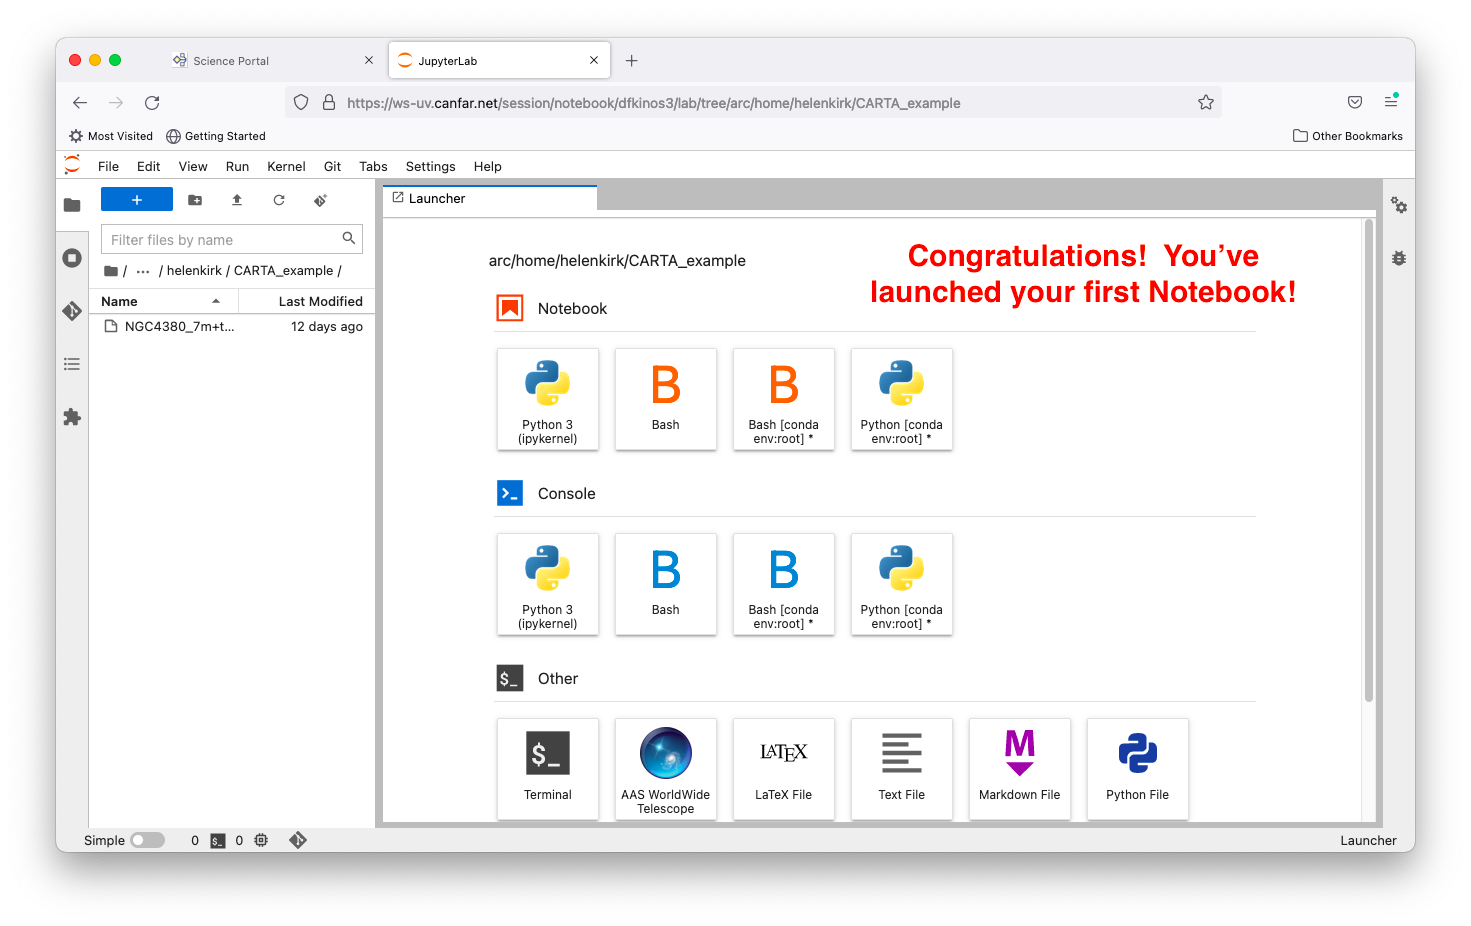 Science Portal
JupyterLab
https://ws-uv.canfar.net/session/notebook/dfkinos3/lab/tree/arc/home/helenkirk/CARTA_example
Most Visited
Getting Started
Other Bookmarks
File Edit View Run Kernel Git Tabs Settings Help
Launcher
Filter files by name
/ ... / helenkirk / CARTA_example /
Name
Last Modified
NGC4380_7m+t...
12 days ago
arc/home/helenkirk/CARTA_example
Congratulations! You’ve
launched your first Notebook!
Notebook
Python 3
(ipykernel)
Bash
Bash [conda
env:root] *
Python [conda
env:root] *
Console
Python 3
(ipykernel)
Bash
Bash [conda
env:root] *
Python [conda
env:root] *
$_
Other
$_
Terminal
AAS WorldWide
Telescope
LATEX
LaTeX File
Text File
M
Markdown File
Python File
Simple
0
$_
0
Launcher